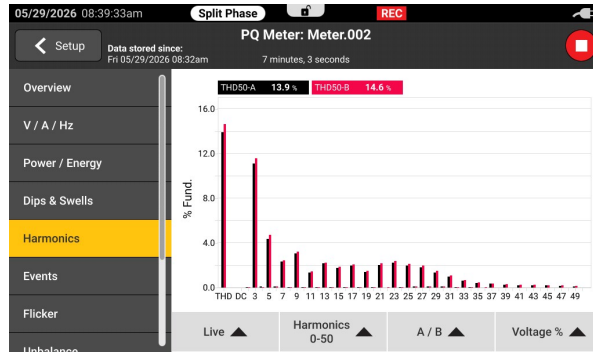 05/29/2026 08:39:33am Split Phase REC
Setup
PQ Meter: Meter.002
Data stored since:
Fri 05/29/2026 08:32am 7 minutes, 3 seconds
Overview
V / A / Hz
Power / Energy
Dips & Swells
Harmonics
Events
Flicker
Unbalance
THD50-A 13.9 % THD50-B 14.6 %
% Fund.
16.0
12.0
8.0
4.0
0.0
THD DC 3 5 7 9 11 13 15 17 19 21 23 25 27 29 31 33 35 37 39 41 43 45 47 49
Live
Harmonics
0-50
A / B
Voltage %